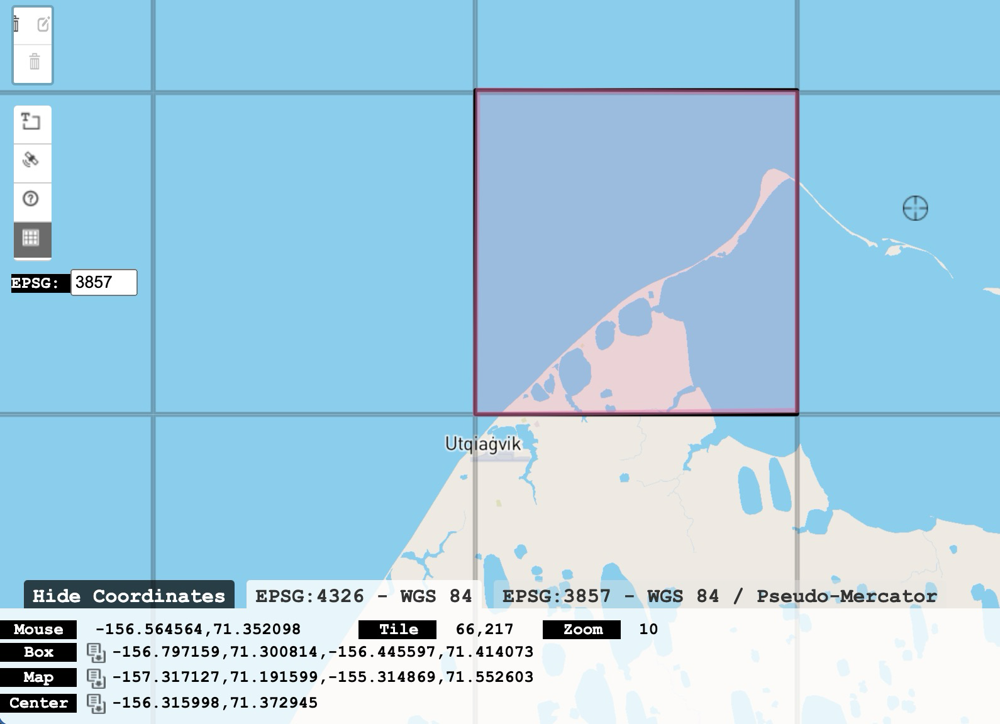 T
?
EPSG: 3857
Utqiaġvik
Hide Coordinates EPSG:4326 - WGS 84 EPSG:3857 - WGS 84 / Pseudo-Mercator
Mouse -156.564564,71.352098 Tile 66,217 Zoom 10
Box -156.797159,71.300814,-156.445597,71.414073
Map -157.317127,71.191599,-155.314869,71.552603
Center -156.315998,71.372945